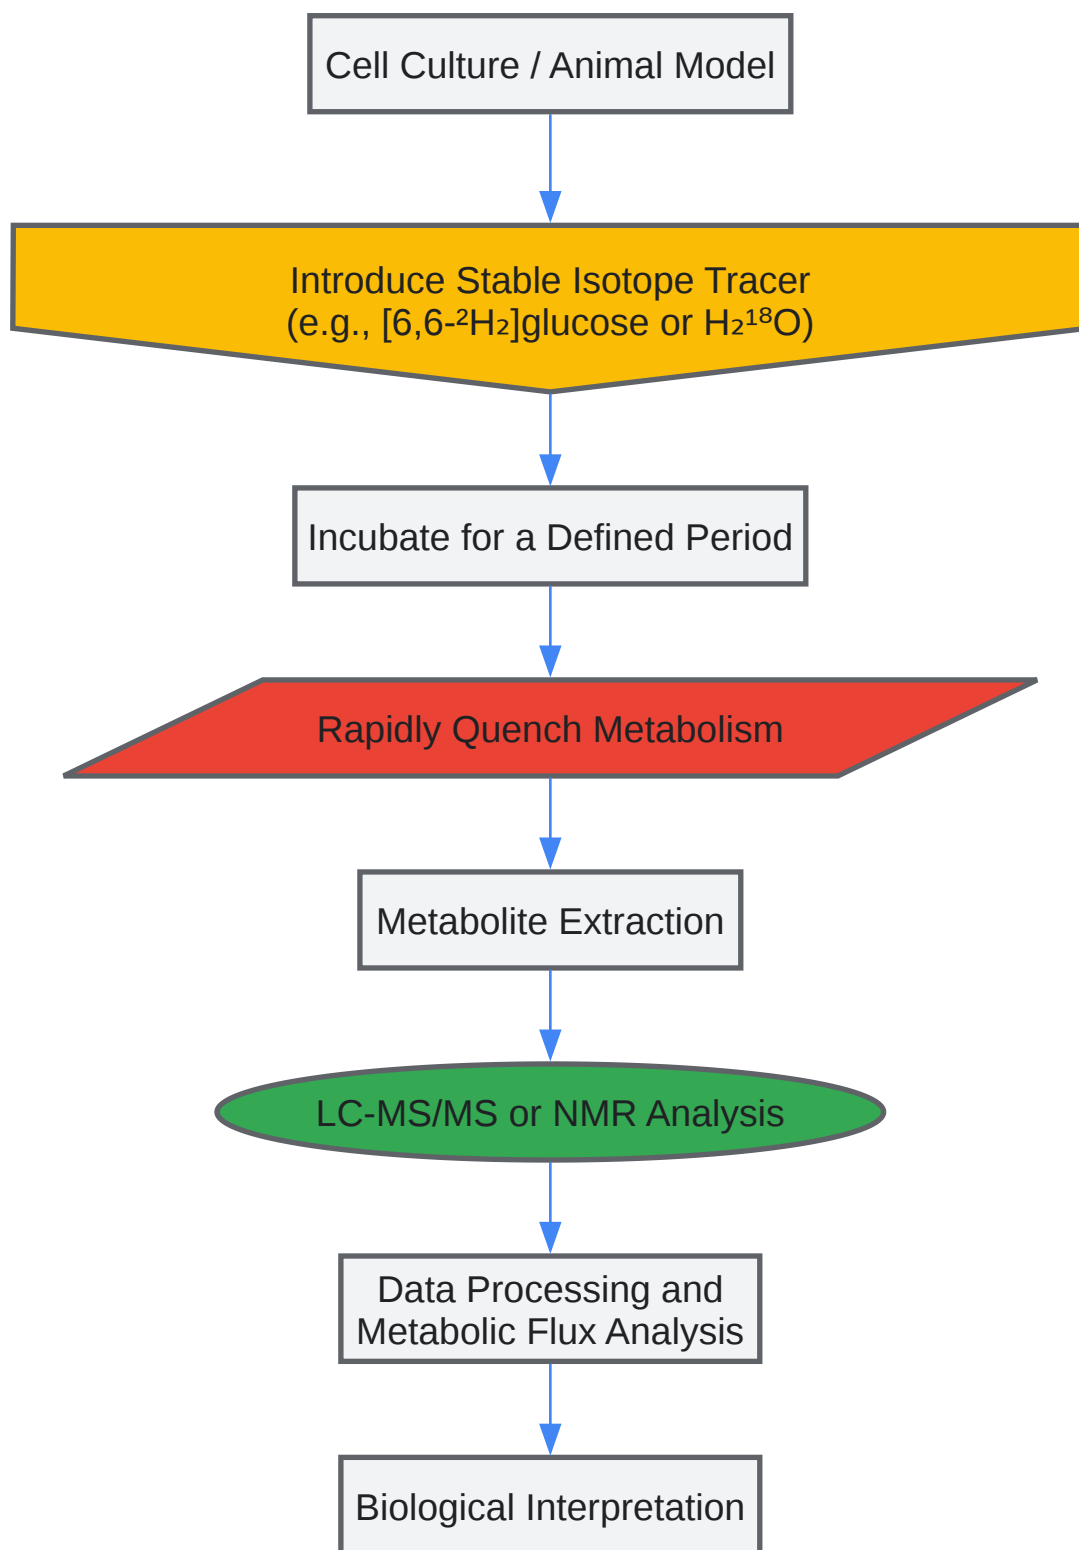 Cell Culture / Animal Model
Introduce Stable Isotope Tracer
(e.g., [6,6-²H₂]glucose or H₂¹⁸O)
Incubate for a Defined Period
Rapidly Quench Metabolism
Metabolite Extraction
LC-MS/MS or NMR Analysis
Data Processing and
Metabolic Flux Analysis
Biological Interpretation